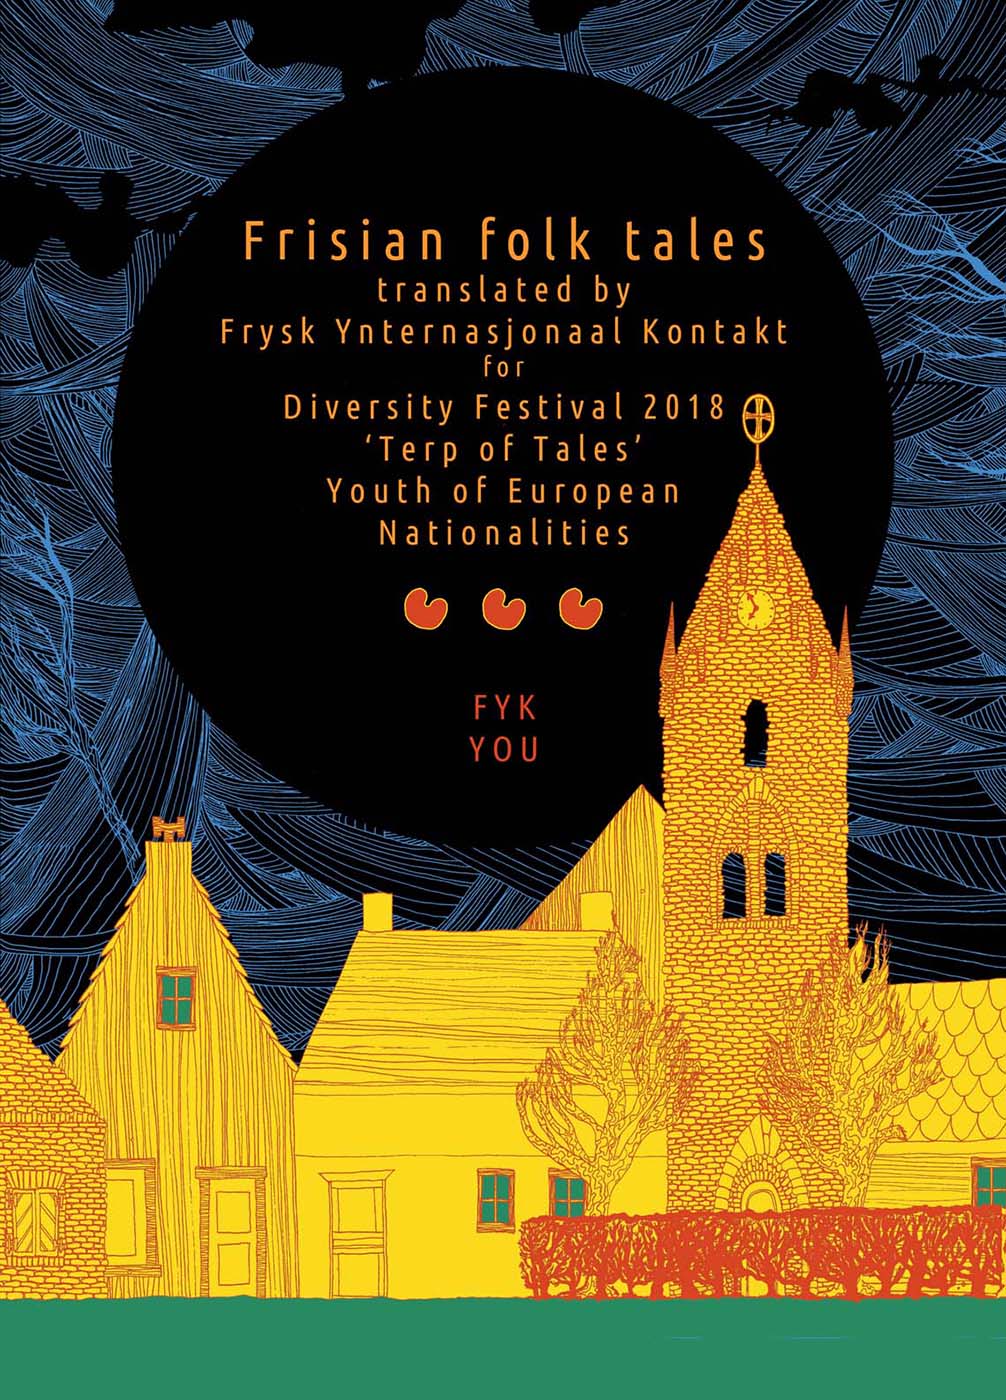 Frisian folk tales
translated by
Frysk Ynternasjonaal Kontakt
for
Diversity Festival 2018
‘Terp of Tales’
Youth of European
Nationalities
FYK
YOU